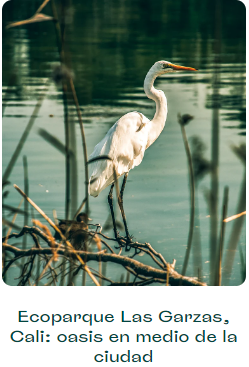 Ecoparque Las Garzas,
Cali: oasis en medio de la
ciudad